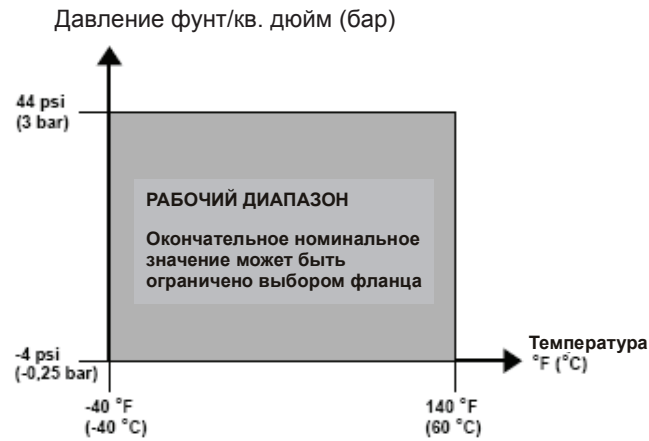 Давление фунт/кв. дюйм (бар)
44 psi
(3 bar)
РАБОЧИЙ ДИАПАЗОН
Окончательное номинальное
значение может быть
ограничено выбором фланца
-4 psi
(-0,25 bar)
Температура
°F (°C)
-40 °F
(-40 °C)
140 °F
(60 °C)